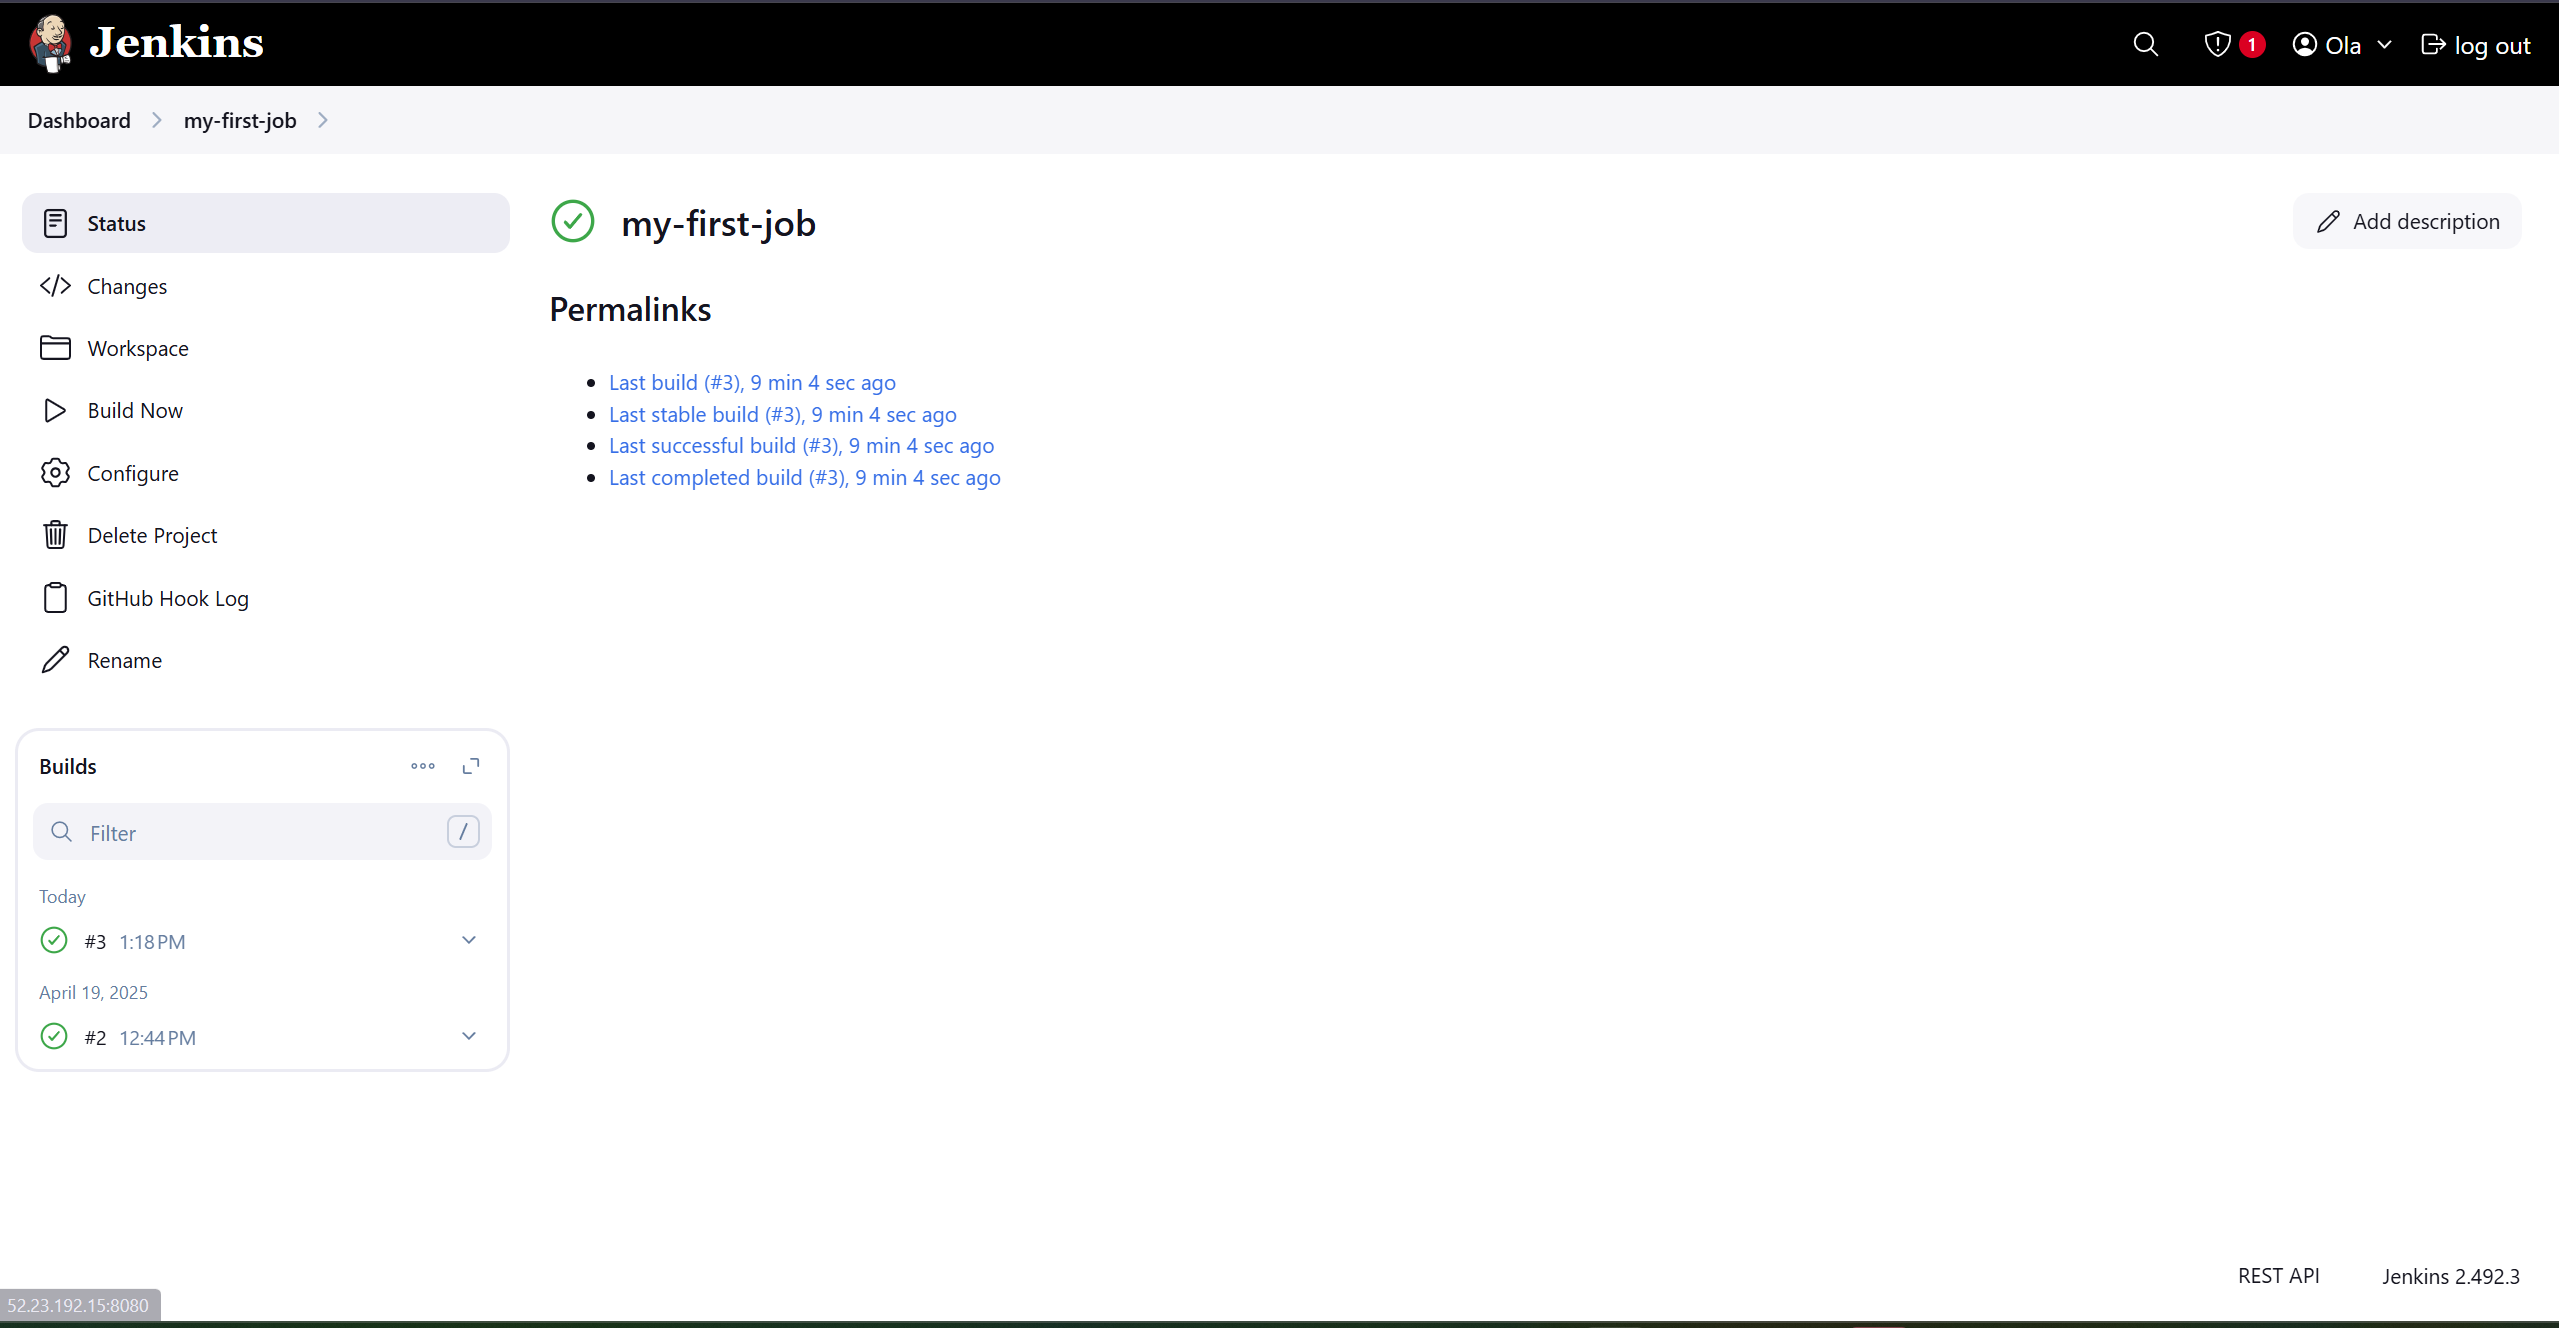 Jenkins
1
Ola
log out
Dashboard
my-first-job
Status
Changes
Workspace
Build Now
Configure
Delete Project
GitHub Hook Log
Rename
Builds
Filter
/
Today
#3 1:18 PM
April 19, 2025
#2 12:44 PM
my-first-job
Add description
Permalinks
Last build (#3), 9 min 4 sec ago
Last stable build (#3), 9 min 4 sec ago
Last successful build (#3), 9 min 4 sec ago
Last completed build (#3), 9 min 4 sec ago
REST API
Jenkins 2.492.3
52.23.192.15:8080